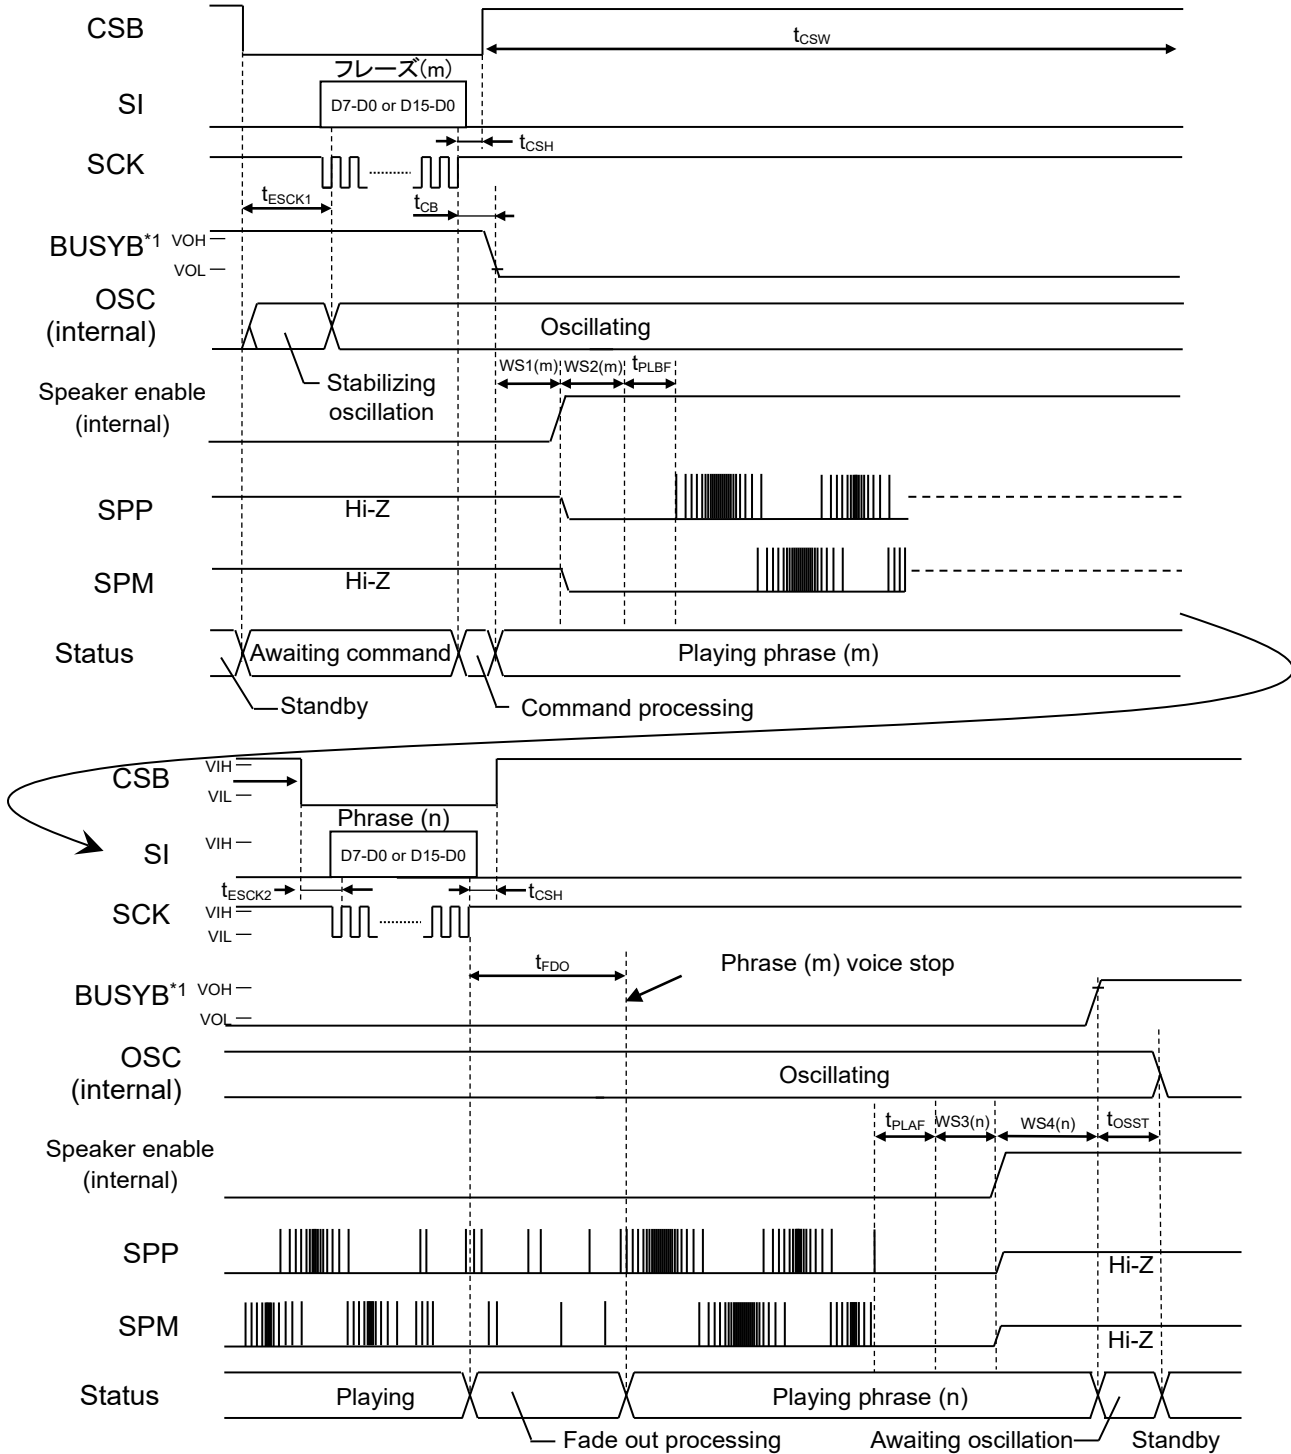 CSB
tCSW
フレーズ(m)
SI
D7-D0 or D15-D0
tCSH
SCK
tESCK1
tCB
BUSYB*1
VOH
VOL
OSC
(internal)
Oscillating
Stabilizing
oscillation
WS1(m)
WS2(m)
tPLBF
Speaker enable
(internal)
SPP
Hi-Z
SPM
Hi-Z
Status
Awaiting command
Playing phrase (m)
Standby
Command processing
CSB
VIH
VIL
Phrase (n)
SI
VIH
D7-D0 or D15-D0
tESCK2
tCSH
SCK
VIH
VIL
tFDO
Phrase (m) voice stop
BUSYB*1
VOH
VOL
OSC
(internal)
Oscillating
tPLAF
WS3(n)
WS4(n)
tOSST
Speaker enable
(internal)
SPP
Hi-Z
SPM
Hi-Z
Status
Playing
Playing phrase (n)
Fade out processing
Awaiting oscillation
Standby